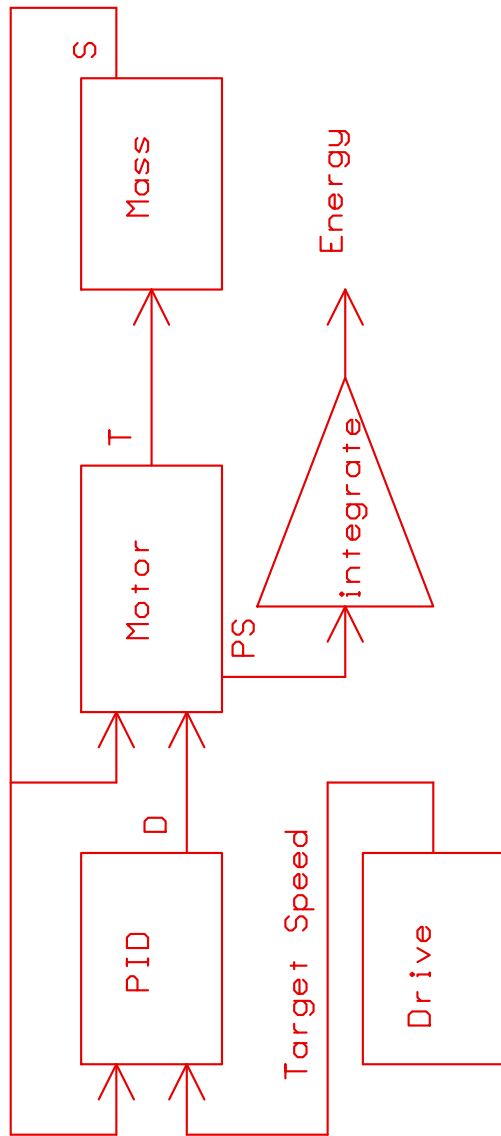 S
PID
D
Motor
T
Mass
PS
Target Speed
integrate
Energy
Drive